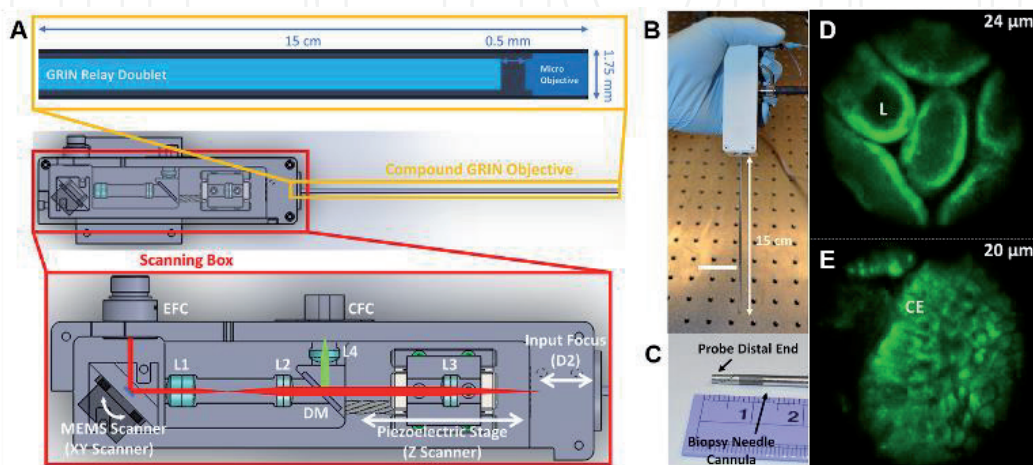 A
15 cm
0.5 mm
GRIN Relay Doublet
Micro
Objective
1.75 mm
Compound GRIN Objective
Scanning Box
EFC
CFC
L1
L2
L4
L3
Input Focus
(D2)
DM
MEMS Scanner
(XY Scanner)
Piezoelectric Stage
(Z Scanner)
B
15 cm
C
Probe Distal End
1
2
Biopsy Needle
Cannula
D
24 µm
L
E
20 µm
CE